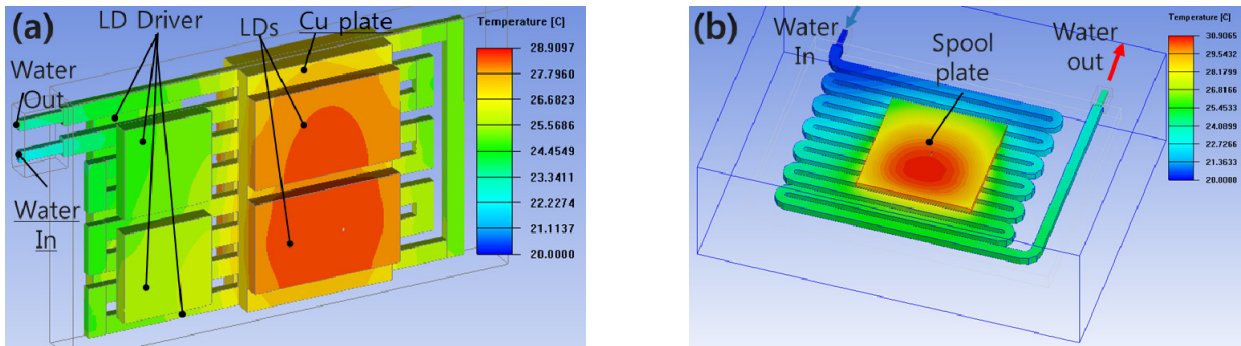 (a)
LD Driver
LDs
Cu plate
Water
Out
Water
In
Temperature [C]
28.9097
27.7960
26.6823
25.5686
24.4549
23.3411
22.2274
21.1137
20.0000
(b)
Water
In
Spool
plate
Water
out
Temperature [C]
30.9065
29.5432
28.1799
26.8166
25.4533
24.0899
22.7266
21.3633
20.0000